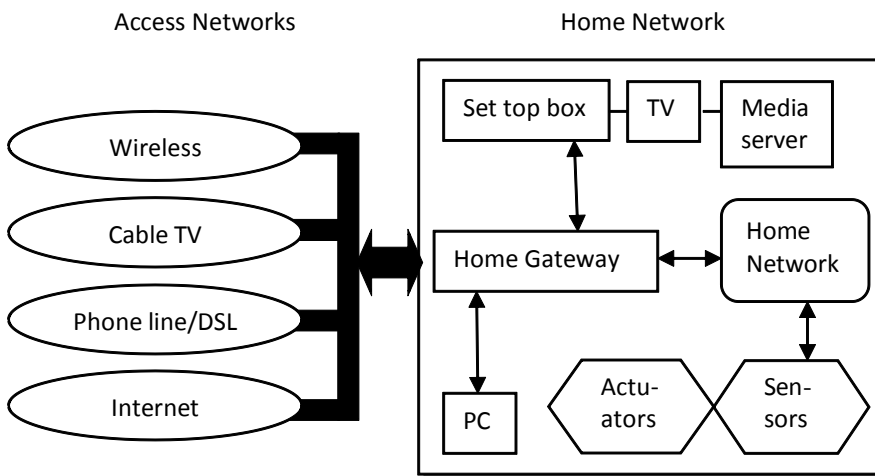 Access Networks
Home Network
Wireless
Cable TV
Phone line/DSL
Internet
Set top box
TV
Media
server
Home Gateway
Home
Network
PC
Actu-
ators
Sen-
sors